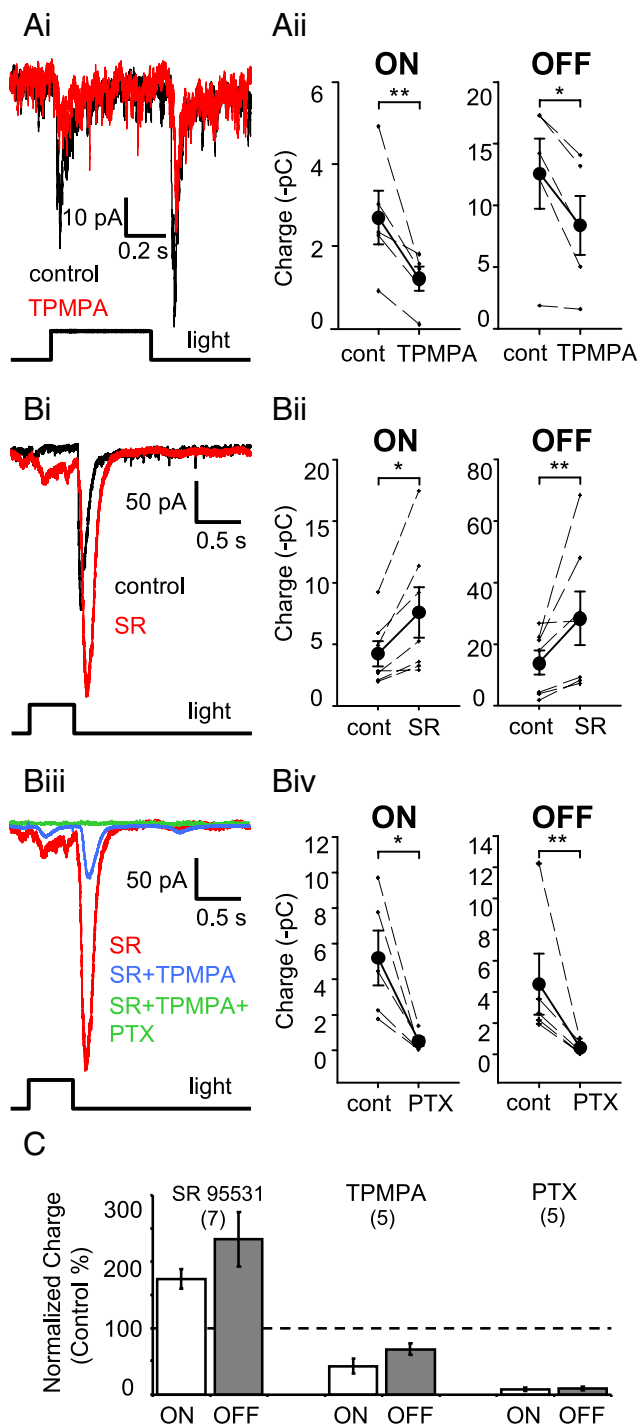 Ai
10 pA
0.2 s
control
TPMPA
light
Aii
ON
OFF
Charge (-pC)
6
4
2
0
cont TPMPA
20
15
10
5
0
cont TPMPA
**
*
Bi
50 pA
0.5 s
control
SR
light
Bii
ON
OFF
Charge (-pC)
20
15
10
5
0
cont SR
80
60
40
20
0
cont SR
*
**
Biii
50 pA
0.5 s
SR
SR+TPMPA
SR+TPMPA+
PTX
light
Biv
ON
OFF
Charge (-pC)
12
10
8
6
4
2
0
cont PTX
14
12
10
8
6
4
2
0
cont PTX
*
**
C
Normalized Charge
(Control %)
300
200
100
0
SR 95531
(7)
TPMPA
(5)
PTX
(5)
ON OFF
ON OFF
ON OFF